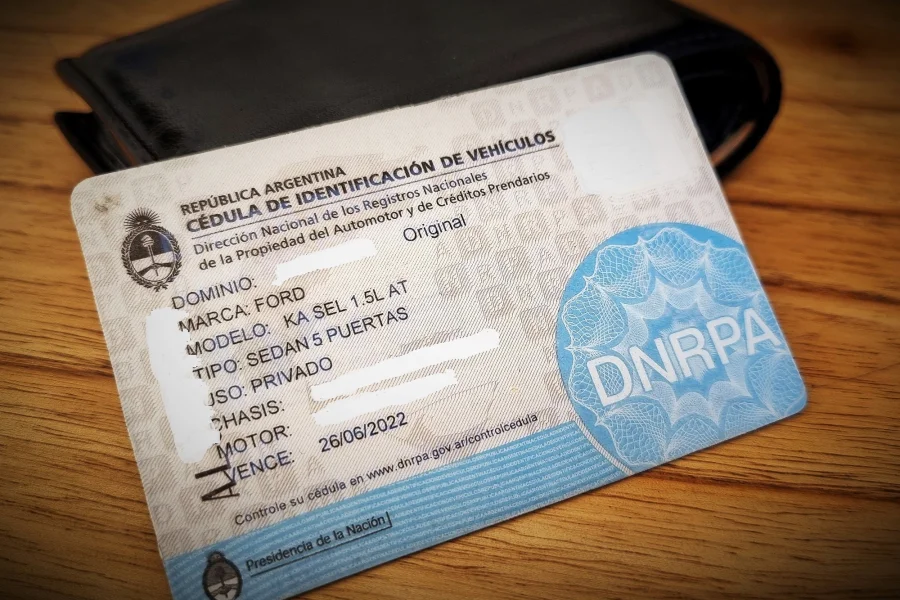 REPÚBLICA ARGENTINA
CÉDULA DE IDENTIFICACIÓN DE VEHÍCULOS
Dirección Nacional de los Registros Nacionales
de la Propiedad del Automotor y de Créditos Prendarios
Original
DOMINIO:
MARCA: FORD
MODELO: KA SEL 1.5L AT
TIPO: SEDAN 5 PUERTAS
USO: PRIVADO
CHASIS:
MOTOR:
VENCE: 26/06/2022
Controle su cédula en www.dnrpa.gov.ar/controlcedula
Presidencia de la Nación
DNRPA